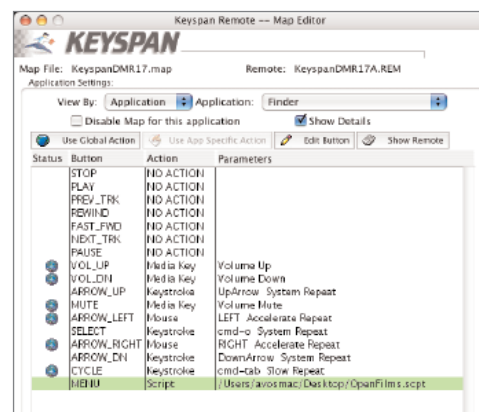 Keyspan Remote -- Map Editor
KEYSPAN
Map File: KeyspanDMR17.map Remote: KeyspanDMR17A.REM
Application Settings:
View By: Application Application: Finder
Disable Map for this application Show Details
Use Global Action Use App Specific Action Edit Button Show Remote
Status Button Action Parameters
STOP NO ACTION
PLAY NO ACTION
PREV_TRK NO ACTION
REWIND NO ACTION
FAST_FWD NO ACTION
NEXT_TRK NO ACTION
PAUSE NO ACTION
VOL_UP Media Key Volume Up
VOL_DN Media Key Volume Down
ARROW_UP Keystroke UpArrow System Repeat
MUTE Media Key Volume Mute
ARROW_LEFT Mouse LEFT Accelerate Repeat
SELECT Keystroke cmd-o System Repeat
ARROW_RIGHT Mouse RIGHT Accelerate Repeat
ARROW_DN Keystroke DownArrow System Repeat
CYCLE Keystroke cmd-tab Slow Repeat
MENU Script /Users/avosmac/Desktop/OpenFilms.scpt